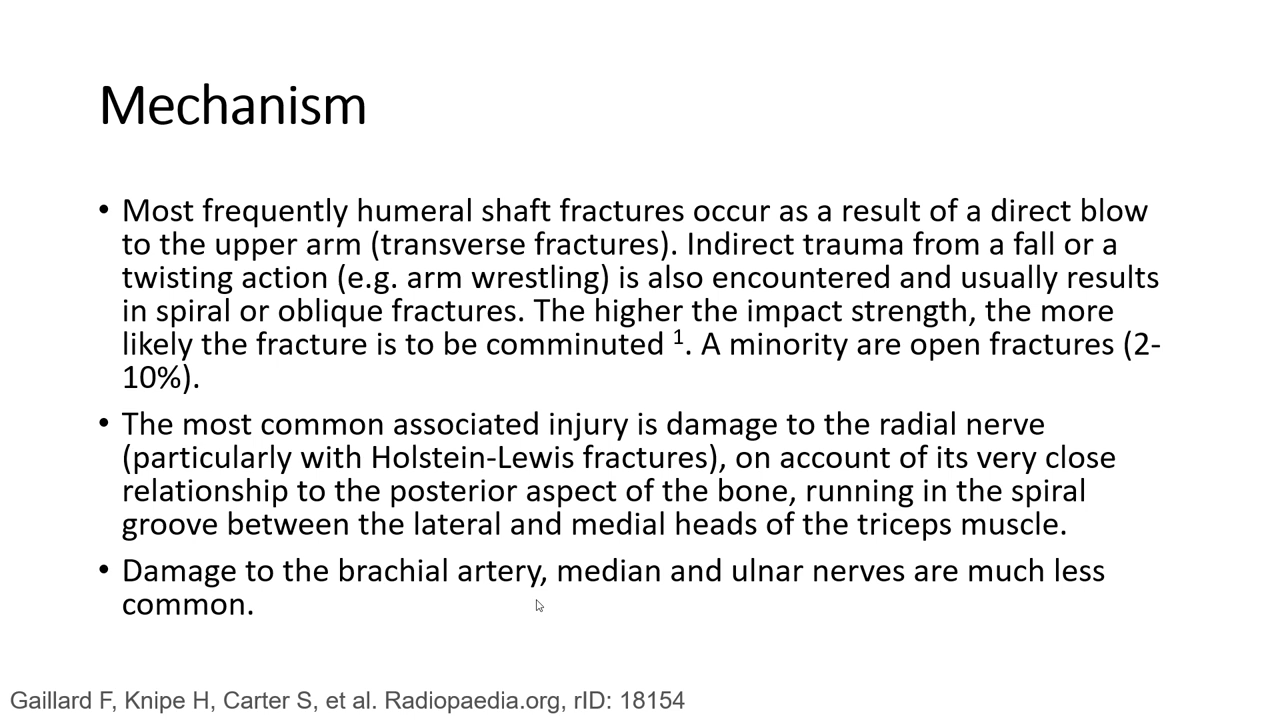 Mechanism
• Most frequently humeral shaft fractures occur as a result of a direct blow
to the upper arm (transverse fractures). Indirect trauma from a fall or a
twisting action (e.g. arm wrestling) is also encountered and usually results
in spiral or oblique fractures. The higher the impact strength, the more
likely the fracture is to be comminuted ¹. A minority are open fractures (2-
10%).
• The most common associated injury is damage to the radial nerve
(particularly with Holstein-Lewis fractures), on account of its very close
relationship to the posterior aspect of the bone, running in the spiral
groove between the lateral and medial heads of the triceps muscle.
• Damage to the brachial artery, median and ulnar nerves are much less
common.
Gaillard F, Knipe H, Carter S, et al. Radiopaedia.org, rID: 18154